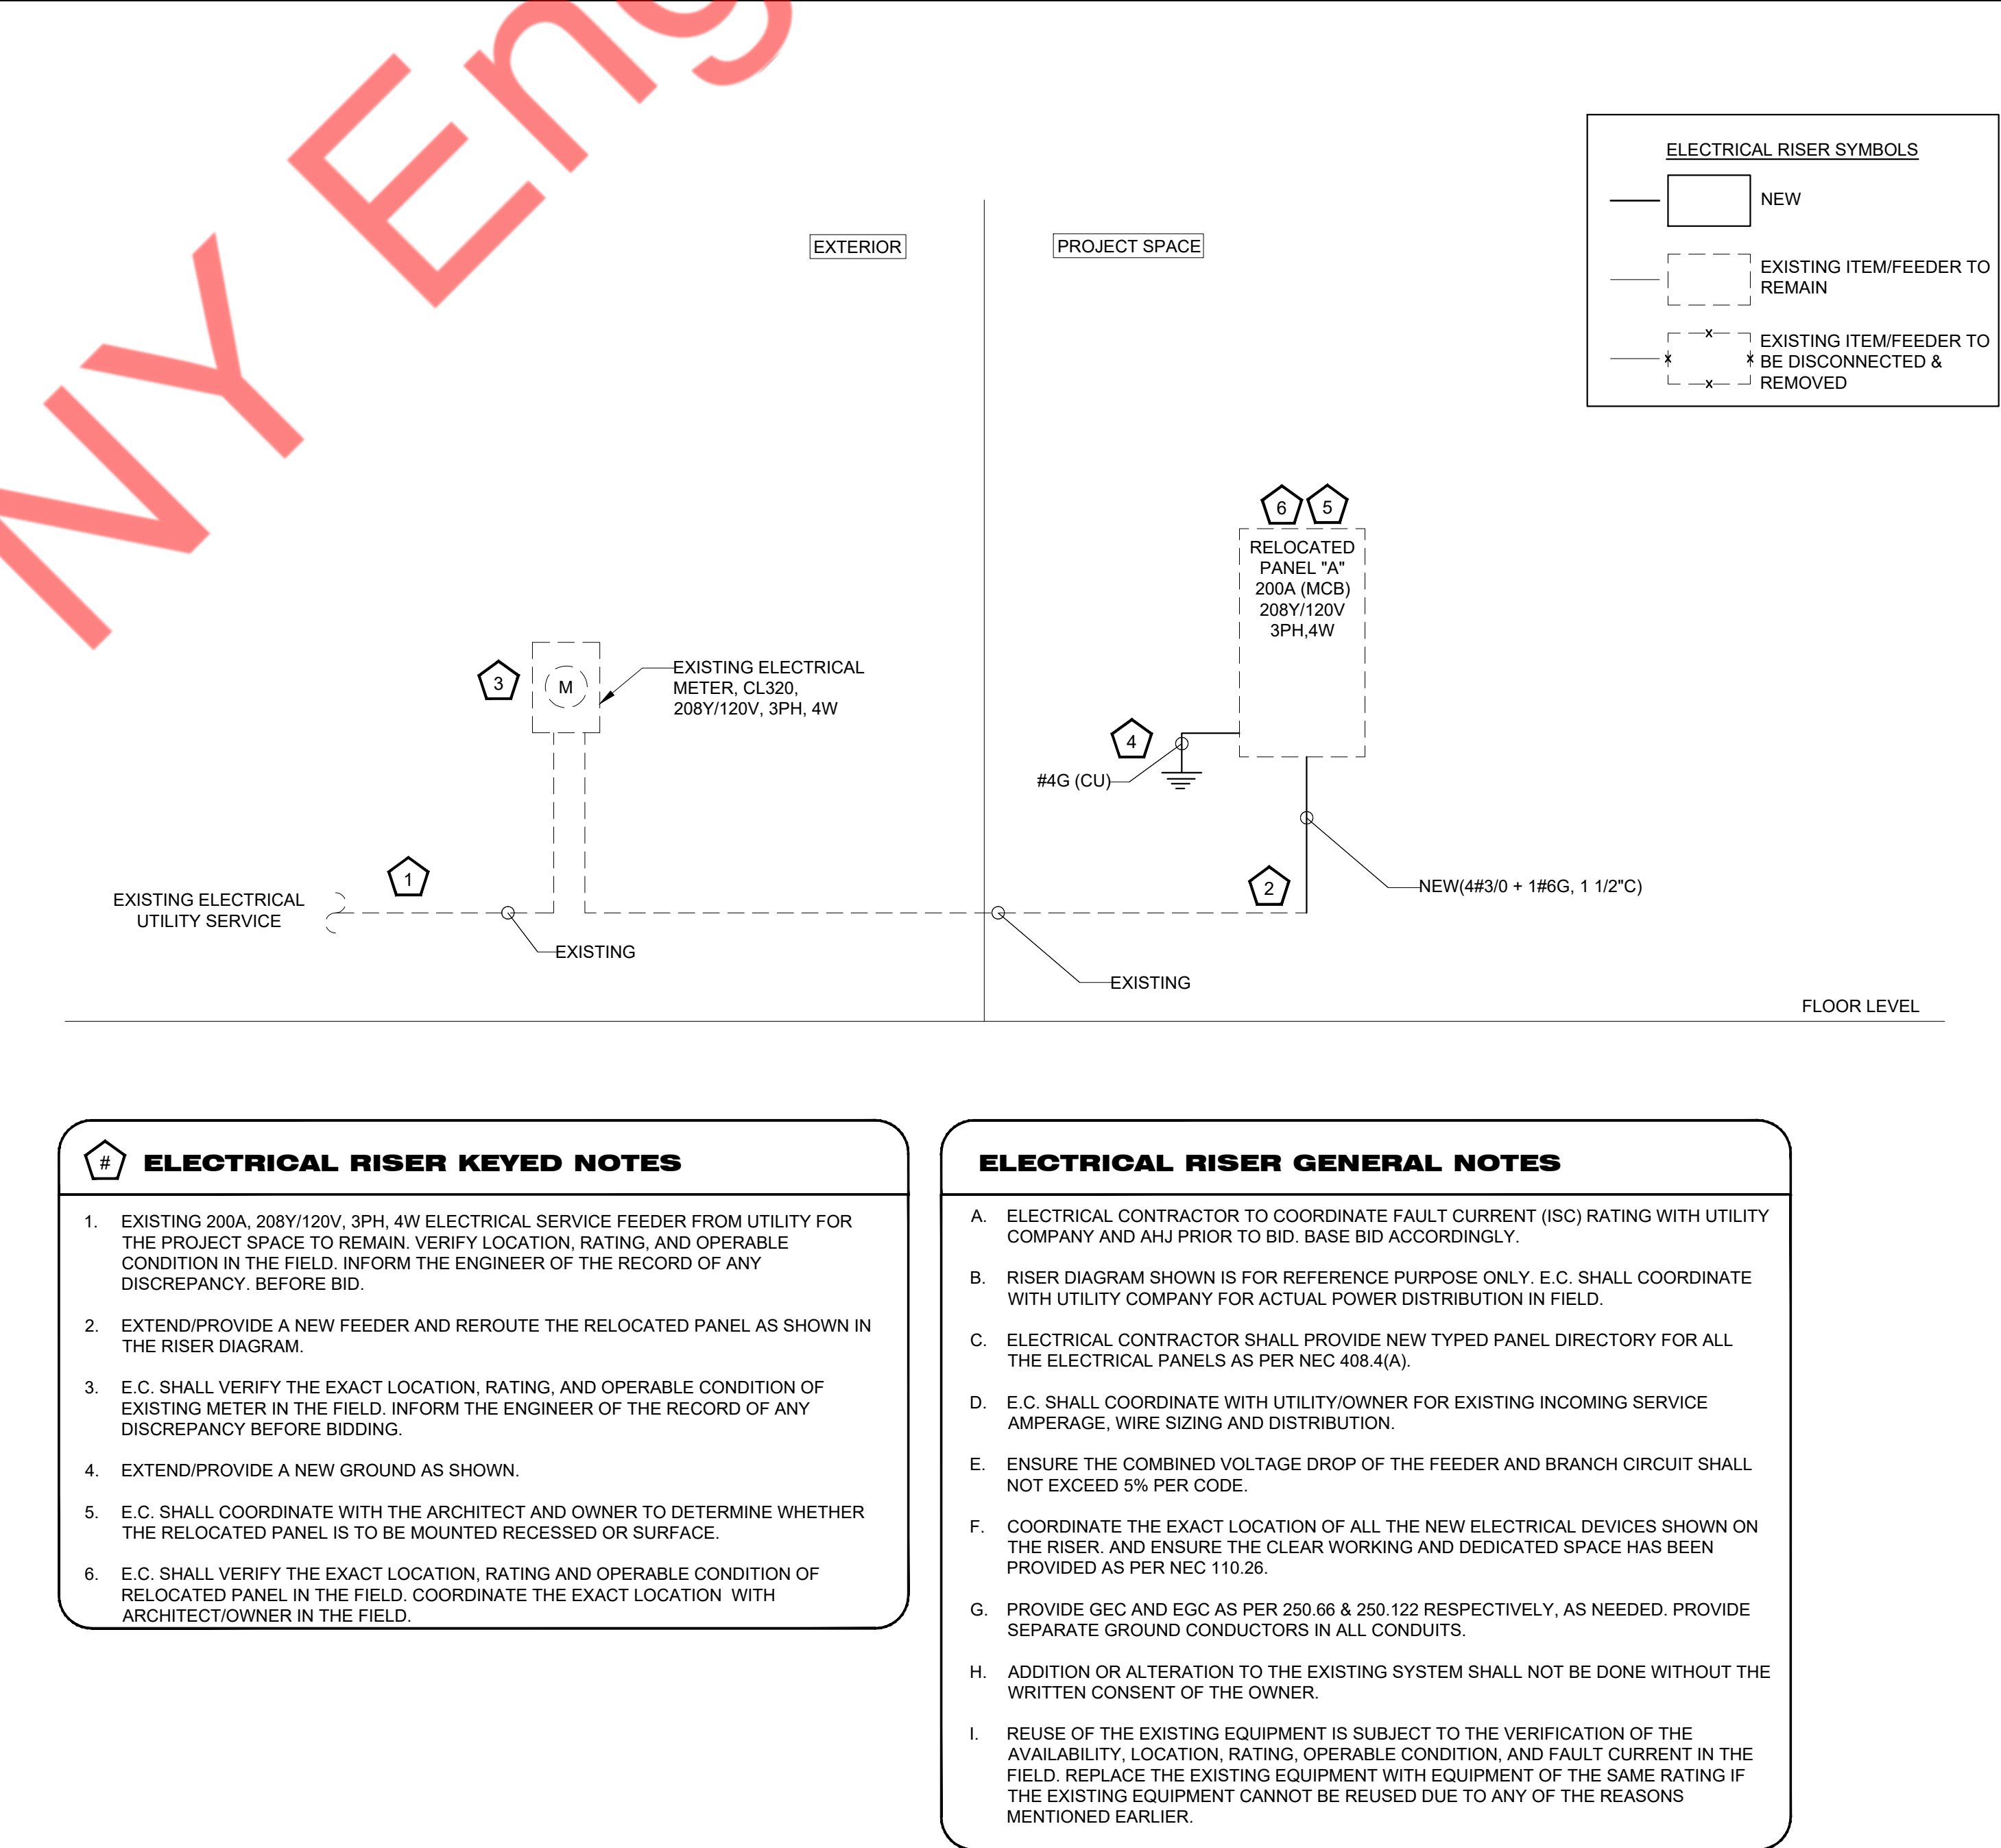 NY Eng
ELECTRICAL RISER SYMBOLS
NEW
EXISTING ITEM/FEEDER TO
REMAIN
x
x x
x
EXISTING ITEM/FEEDER TO
BE DISCONNECTED &
REMOVED
EXTERIOR
PROJECT SPACE
6 5
RELOCATED
PANEL "A"
200A (MCB)
208Y/120V
3PH,4W
3
M
EXISTING ELECTRICAL
METER, CL320,
208Y/120V, 3PH, 4W
4
#4G (CU)
1
2
NEW(4#3/0 + 1#6G, 1 1/2"C)
EXISTING ELECTRICAL
UTILITY SERVICE
EXISTING
EXISTING
FLOOR LEVEL
# ELECTRICAL RISER KEYED NOTES
1. EXISTING 200A, 208Y/120V, 3PH, 4W ELECTRICAL SERVICE FEEDER FROM UTILITY FOR
THE PROJECT SPACE TO REMAIN. VERIFY LOCATION, RATING, AND OPERABLE
CONDITION IN THE FIELD. INFORM THE ENGINEER OF THE RECORD OF ANY
DISCREPANCY. BEFORE BID.
2. EXTEND/PROVIDE A NEW FEEDER AND REROUTE THE RELOCATED PANEL AS SHOWN IN
THE RISER DIAGRAM.
3. E.C. SHALL VERIFY THE EXACT LOCATION, RATING, AND OPERABLE CONDITION OF
EXISTING METER IN THE FIELD. INFORM THE ENGINEER OF THE RECORD OF ANY
DISCREPANCY BEFORE BIDDING.
4. EXTEND/PROVIDE A NEW GROUND AS SHOWN.
5. E.C. SHALL COORDINATE WITH THE ARCHITECT AND OWNER TO DETERMINE WHETHER
THE RELOCATED PANEL IS TO BE MOUNTED RECESSED OR SURFACE.
6. E.C. SHALL VERIFY THE EXACT LOCATION, RATING AND OPERABLE CONDITION OF
RELOCATED PANEL IN THE FIELD. COORDINATE THE EXACT LOCATION WITH
ARCHITECT/OWNER IN THE FIELD.
ELECTRICAL RISER GENERAL NOTES
A. ELECTRICAL CONTRACTOR TO COORDINATE FAULT CURRENT (ISC) RATING WITH UTILITY
COMPANY AND AHJ PRIOR TO BID. BASE BID ACCORDINGLY.
B. RISER DIAGRAM SHOWN IS FOR REFERENCE PURPOSE ONLY. E.C. SHALL COORDINATE
WITH UTILITY COMPANY FOR ACTUAL POWER DISTRIBUTION IN FIELD.
C. ELECTRICAL CONTRACTOR SHALL PROVIDE NEW TYPED PANEL DIRECTORY FOR ALL
THE ELECTRICAL PANELS AS PER NEC 408.4(A).
D. E.C. SHALL COORDINATE WITH UTILITY/OWNER FOR EXISTING INCOMING SERVICE
AMPERAGE, WIRE SIZING AND DISTRIBUTION.
E. ENSURE THE COMBINED VOLTAGE DROP OF THE FEEDER AND BRANCH CIRCUIT SHALL
NOT EXCEED 5% PER CODE.
F. COORDINATE THE EXACT LOCATION OF ALL THE NEW ELECTRICAL DEVICES SHOWN ON
THE RISER. AND ENSURE THE CLEAR WORKING AND DEDICATED SPACE HAS BEEN
PROVIDED AS PER NEC 110.26.
G. PROVIDE GEC AND EGC AS PER 250.66 & 250.122 RESPECTIVELY, AS NEEDED. PROVIDE
SEPARATE GROUND CONDUCTORS IN ALL CONDUITS.
H. ADDITION OR ALTERATION TO THE EXISTING SYSTEM SHALL NOT BE DONE WITHOUT THE
WRITTEN CONSENT OF THE OWNER.
I. REUSE OF THE EXISTING EQUIPMENT IS SUBJECT TO THE VERIFICATION OF THE
AVAILABILITY, LOCATION, RATING, OPERABLE CONDITION, AND FAULT CURRENT IN THE
FIELD. REPLACE THE EXISTING EQUIPMENT WITH EQUIPMENT OF THE SAME RATING IF
THE EXISTING EQUIPMENT CANNOT BE REUSED DUE TO ANY OF THE REASONS
MENTIONED EARLIER.